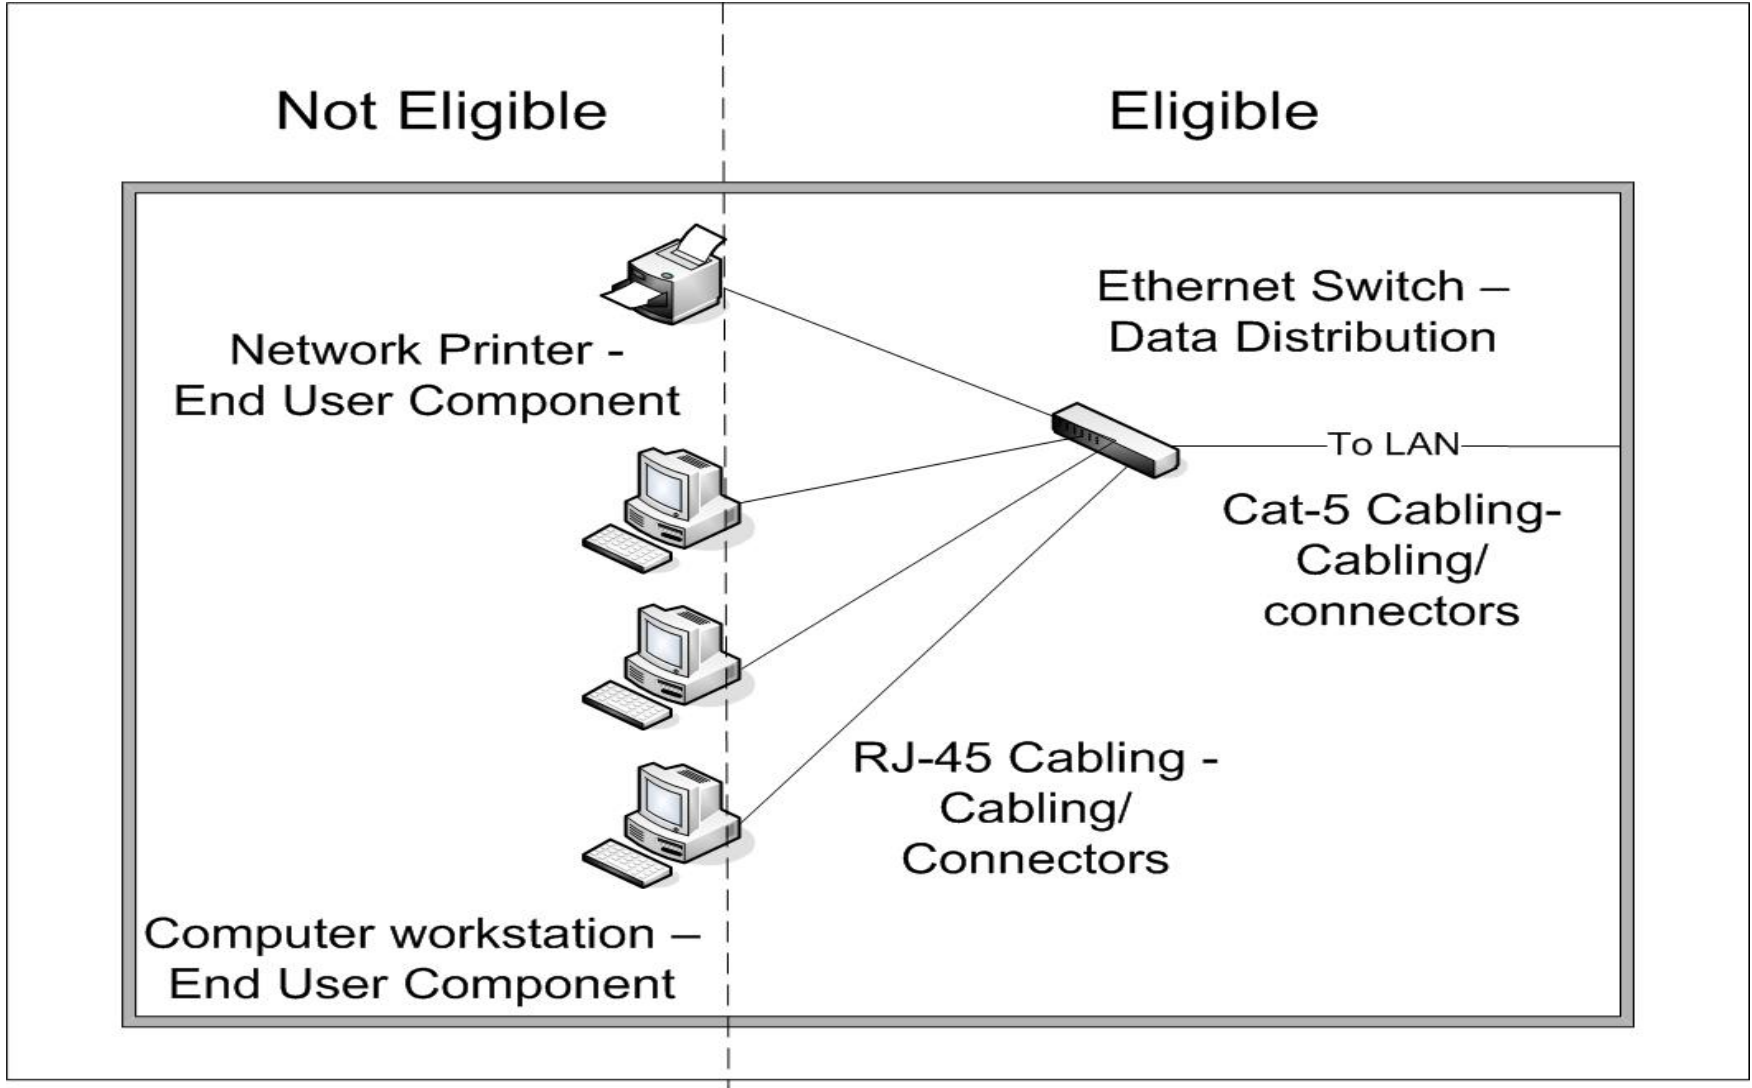 Not Eligible
Eligible
Network Printer -
End User Component
Ethernet Switch –
Data Distribution
To LAN
Cat-5 Cabling-
Cabling/
connectors
RJ-45 Cabling -
Cabling/
Connectors
Computer workstation –
End User Component